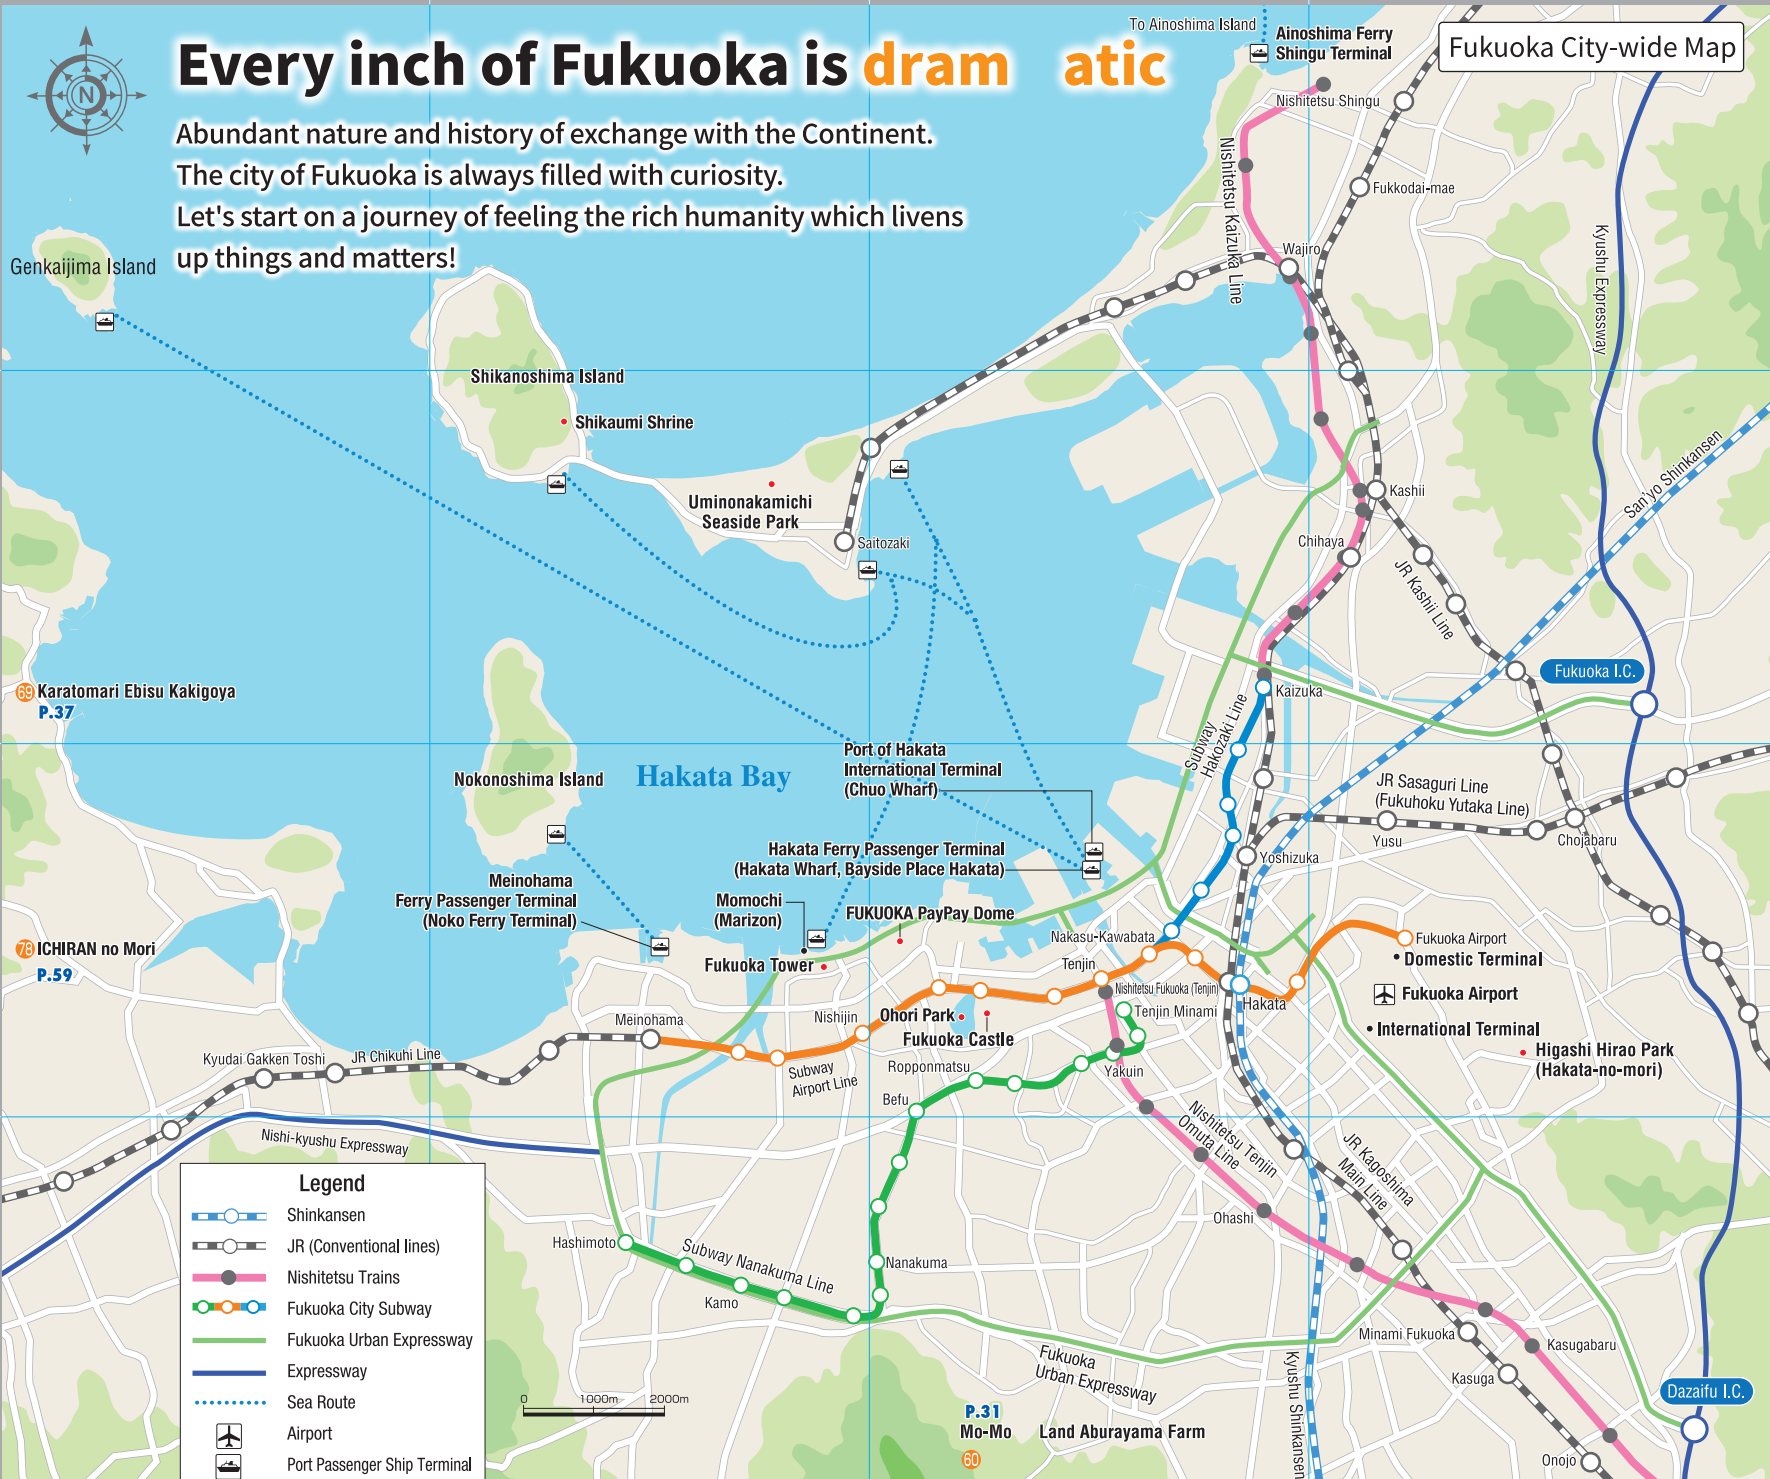 Every inch of Fukuoka is dram atic
Abundant nature and history of exchange with the Continent.
The city of Fukuoka is always filled with curiosity.
Let's start on a journey of feeling the rich humanity which livens
up things and matters!
N
Fukuoka City-wide Map
To Ainoshima Island
Ainoshima Ferry
Shingu Terminal
Nishitetsu Shingu
Nishitetsu Kaizuka Line
Fukkodai-mae
Wajiro
Kyushu Expressway
Genkaijima Island
Shikanoshima Island
Shikaumi Shrine
Uminonakamichi
Seaside Park
Saitozaki
Kashii
Chihaya
JR Kashii Line
San'yo Shinkansen
Fukuoka I.C.
69 Karatomari Ebisu Kakigoya
P.37
Kaizuka
Subway
Hakozaki Line
Nokonoshima Island
Hakata Bay
Port of Hakata
International Terminal
(Chuo Wharf)
JR Sasaguri Line
(Fukuhoku Yutaka Line)
Yusu
Chojabaru
Yoshizuka
Hakata Ferry Passenger Terminal
(Hakata Wharf, Bayside Place Hakata)
Meinohama
Ferry Passenger Terminal
(Noko Ferry Terminal)
Momochi
(Marizon)
FUKUOKA PayPay Dome
78 ICHIRAN no Mori
P.59
Fukuoka Tower
Nakasu-Kawabata
Tenjin
Nishitetsu Fukuoka (Tenjin)
Tenjin Minami
Hakata
Fukuoka Airport
Domestic Terminal
Fukuoka Airport
International Terminal
Higashi Hirao Park
(Hakata-no-mori)
Meinohama
Nishijin
Ohori Park
Fukuoka Castle
Kyudai Gakken Toshi
JR Chikuhi Line
Subway
Airport Line
Ropponmatsu
Befu
Yakuin
Nishi-kyushu Expressway
Nishitetsu Tenjin
Omuta Line
JR Kagoshima
Main Line
Ohashi
Hashimoto
Subway Nanakuma Line
Kamo
Nanakuma
Minami Fukuoka
Kasugabaru
Kasuga
Onojo
Dazaifu I.C.
Fukuoka
Urban Expressway
Kyushu Shinkansen
P.31
Mo-Mo Land Aburayama Farm
60
0 1000m 2000m
Legend
Shinkansen
JR (Conventional lines)
Nishitetsu Trains
Fukuoka City Subway
Fukuoka Urban Expressway
Expressway
Sea Route
Airport
Port Passenger Ship Terminal